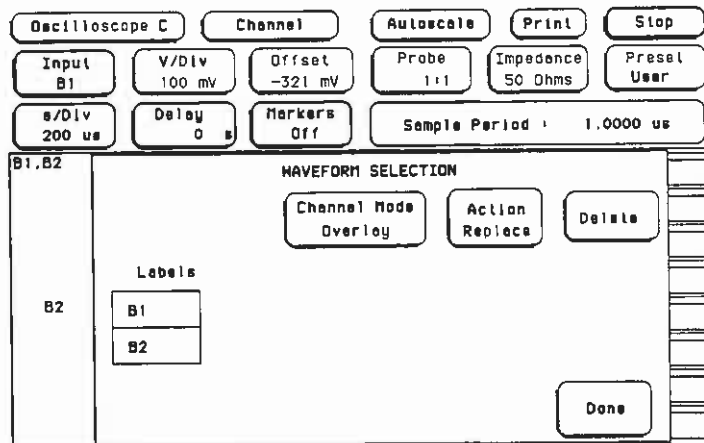 Oscilloscope C Channel Autoscale Print Stop
Input V/Div Offset Probe Impedance Preset
B1 100 mV -321 mV 1:1 50 Ohms User
s/Div Delay Markers Sample Period : 1.0000 us
200 us 0 s Off
B1,B2 WAVEFORM SELECTION
Channel Mode Action Delete
Overlay Replace
Labels
B2 B1
B2
Done